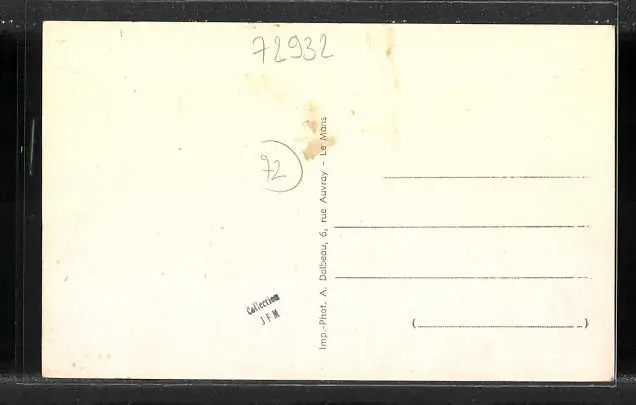 72932
72
Imp.-Phot. A. Dolbeau, 6, rue Auvray - Le Mans
Collection
J F M
( )